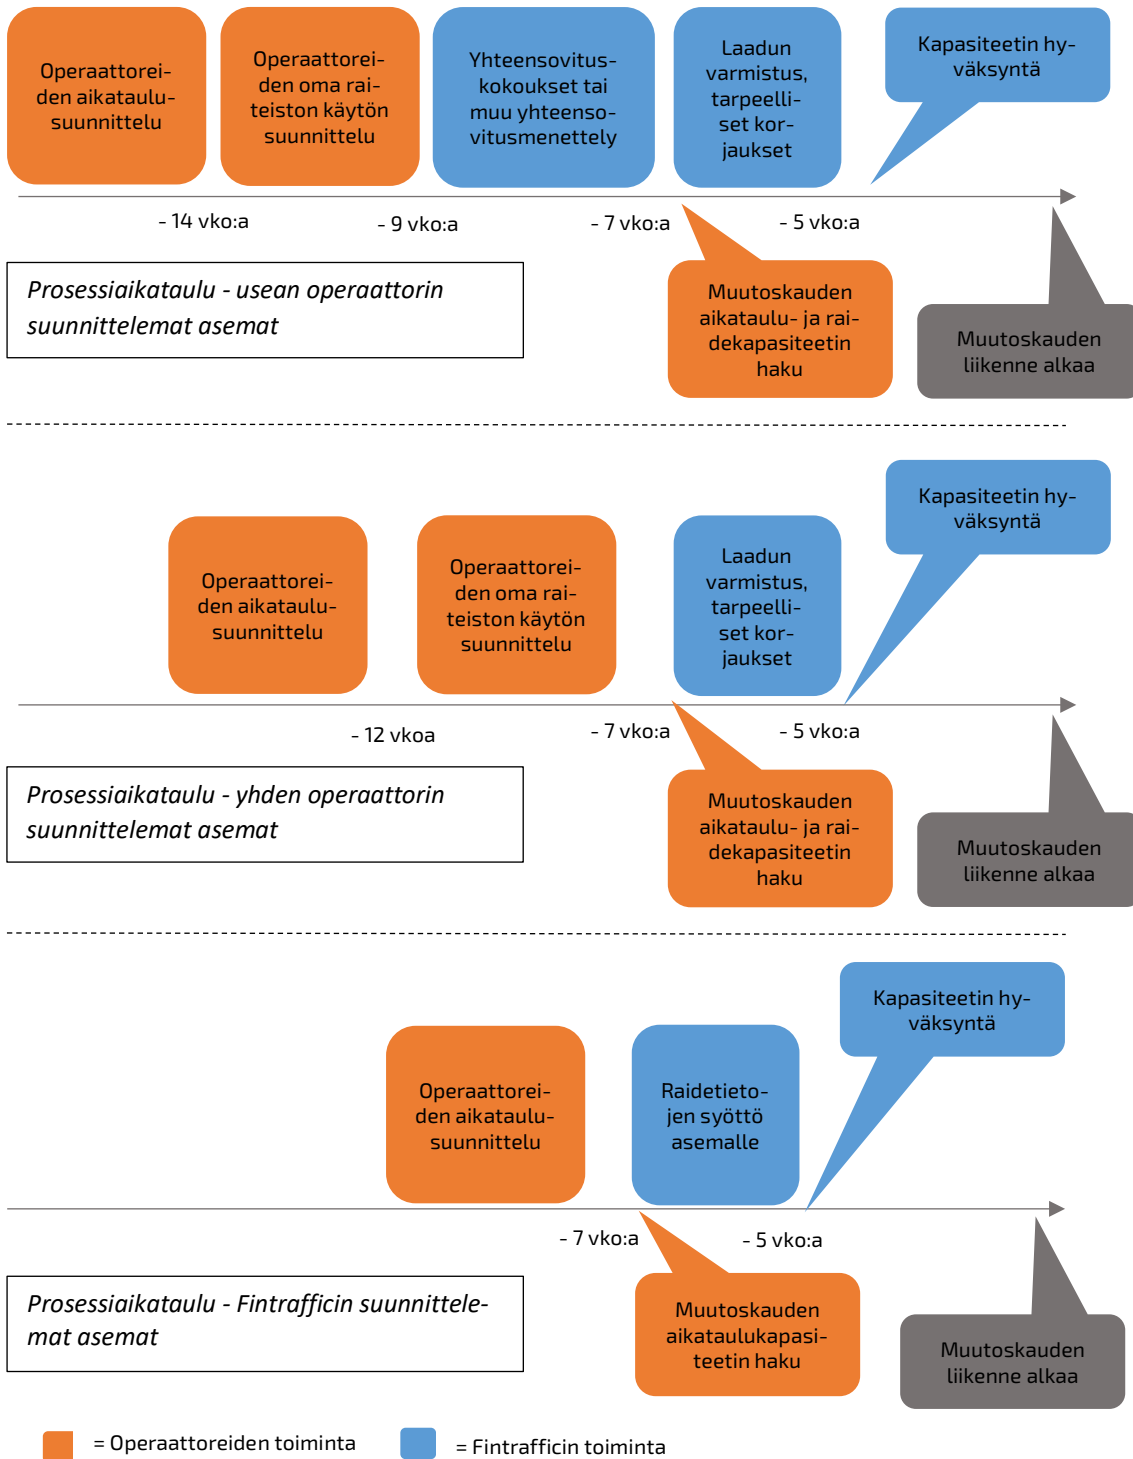 Operaattorei-
den aikataulu-
suunnittelu
Operaattorei-
den oma rai-
teiston käytön
suunnittelu
Yhteensovitus-
kokoukset tai
muu yhteenso-
vitusmenettely
Laadun
varmistus,
tarpeelli-
set kor-
jaukset
Kapasiteetin hy-
väksyntä
- 14 vko:a
- 9 vko:a
- 7 vko:a
- 5 vko:a
Prosessiaikataulu - usean operaattorin
suunnittelemat asemat
Muutoskauden
aikataulu- ja rai-
dekapasiteetin
haku
Muutoskauden
liikenne alkaa
Operaattorei-
den aikataulu-
suunnittelu
Operaattorei-
den oma rai-
teiston käytön
suunnittelu
Laadun
varmistus,
tarpeelli-
set kor-
jaukset
Kapasiteetin hy-
väksyntä
- 12 vkoa
- 7 vko:a
- 5 vko:a
Prosessiaikataulu - yhden operaattorin
suunnittelemat asemat
Muutoskauden
aikataulu- ja rai-
dekapasiteetin
haku
Muutoskauden
liikenne alkaa
Operaattorei-
den aikataulu-
suunnittelu
Raidetieto-
jen syöttö
asemalle
Kapasiteetin hy-
väksyntä
- 7 vko:a
- 5 vko:a
Prosessiaikataulu - Fintrafficin suunnittele-
mat asemat
Muutoskauden
aikataulukapasi-
teetin haku
Muutoskauden
liikenne alkaa
= Operaattoreiden toiminta
= Fintrafficin toiminta